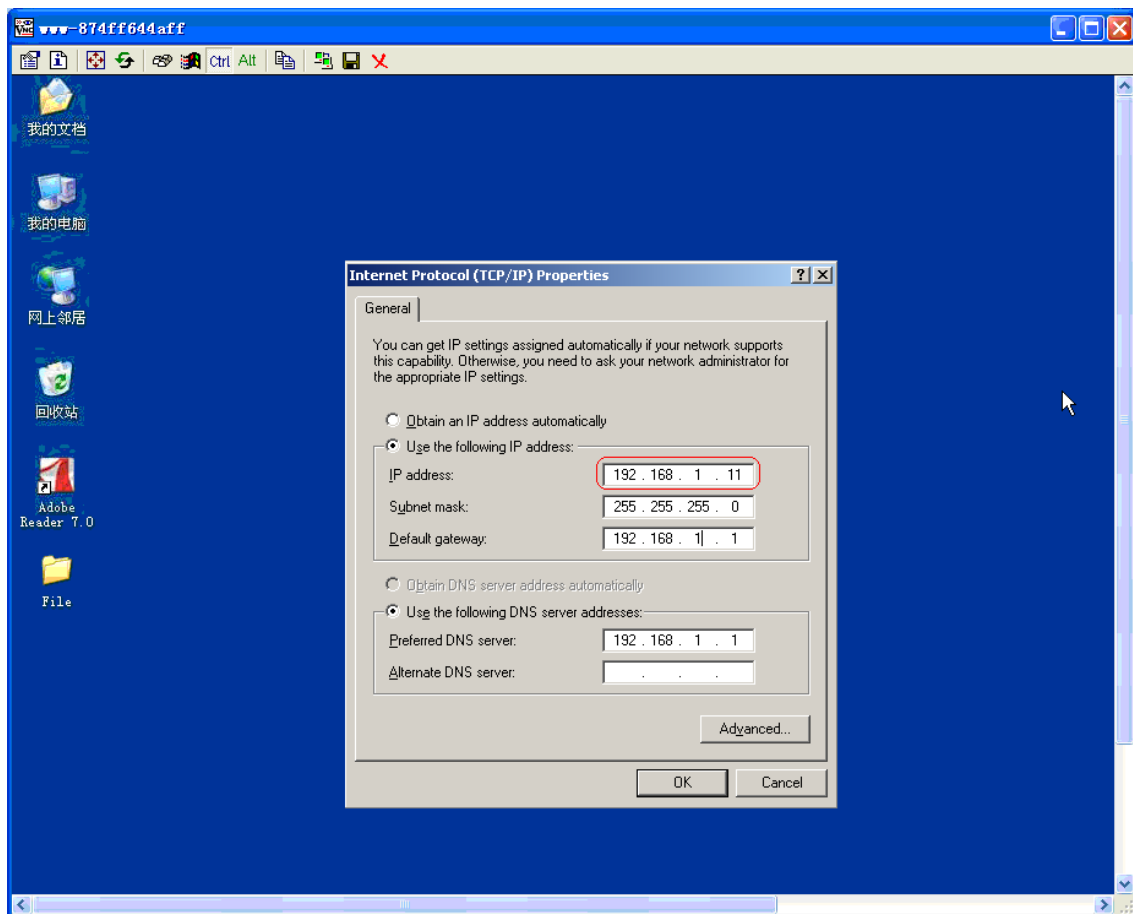 www-874ff644aff
Ctrl Alt
我的文档
我的电脑
网上邻居
回收站
Adobe
Reader 7.0
File
Internet Protocol (TCP/IP) Properties
General
You can get IP settings assigned automatically if your network supports
this capability. Otherwise, you need to ask your network administrator for
the appropriate IP settings.
Obtain an IP address automatically
Use the following IP address:
IP address: 192 . 168 . 1 . 11
Subnet mask: 255 . 255 . 255 . 0
Default gateway: 192 . 168 . 1 . 1
Obtain DNS server address automatically
Use the following DNS server addresses:
Preferred DNS server: 192 . 168 . 1 . 1
Alternate DNS server: . . .
Advanced...
OK Cancel